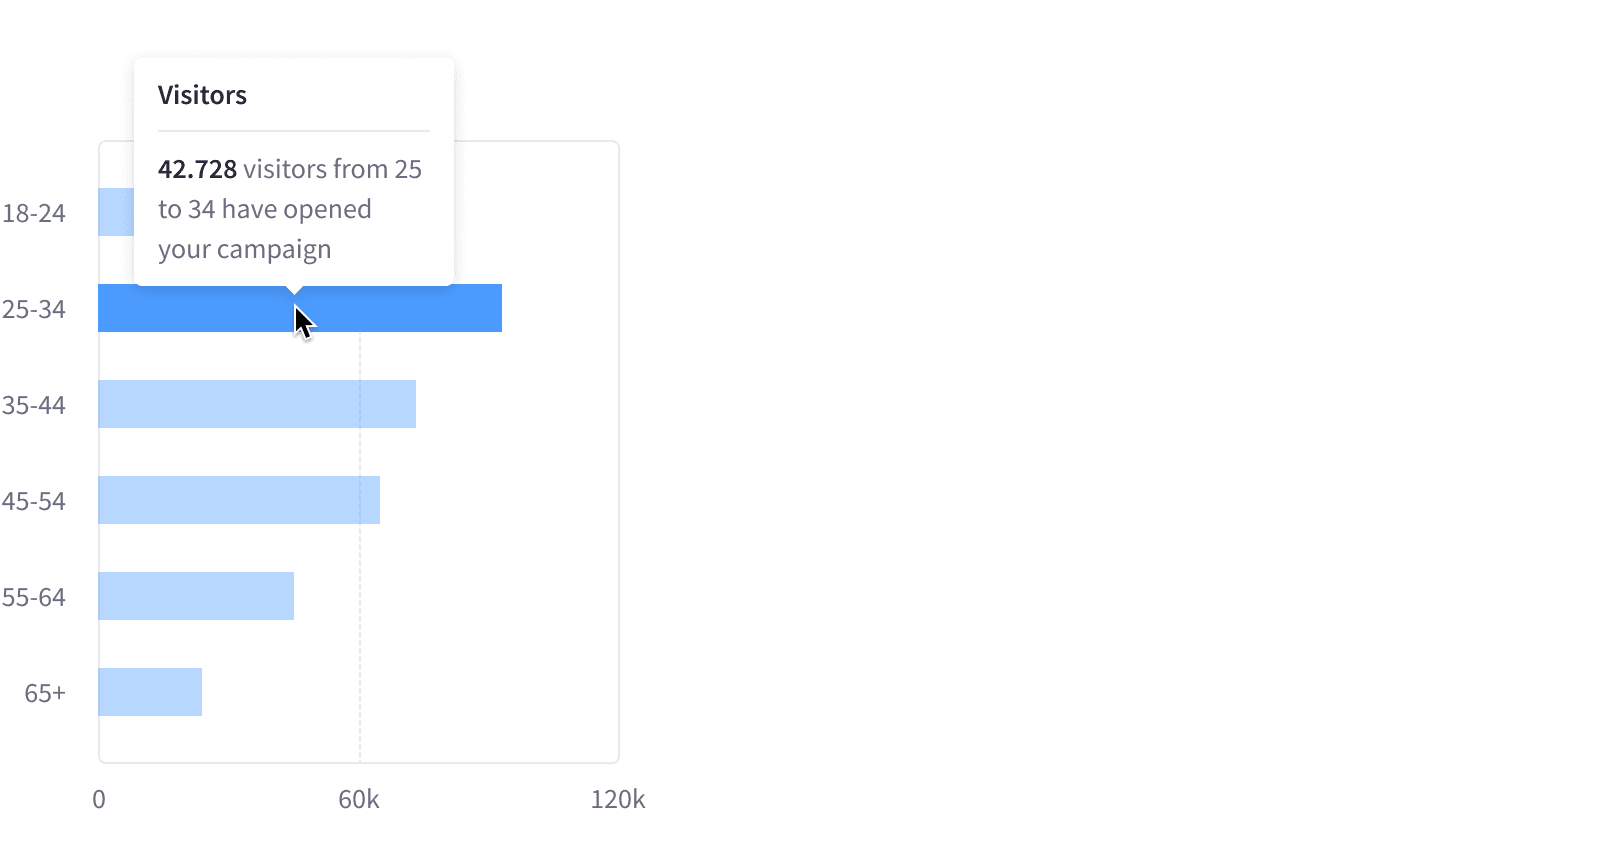 Visitors
42.728 visitors from 25
to 34 have opened
your campaign
18-24
25-34
35-44
45-54
55-64
65+
0
60k
120k